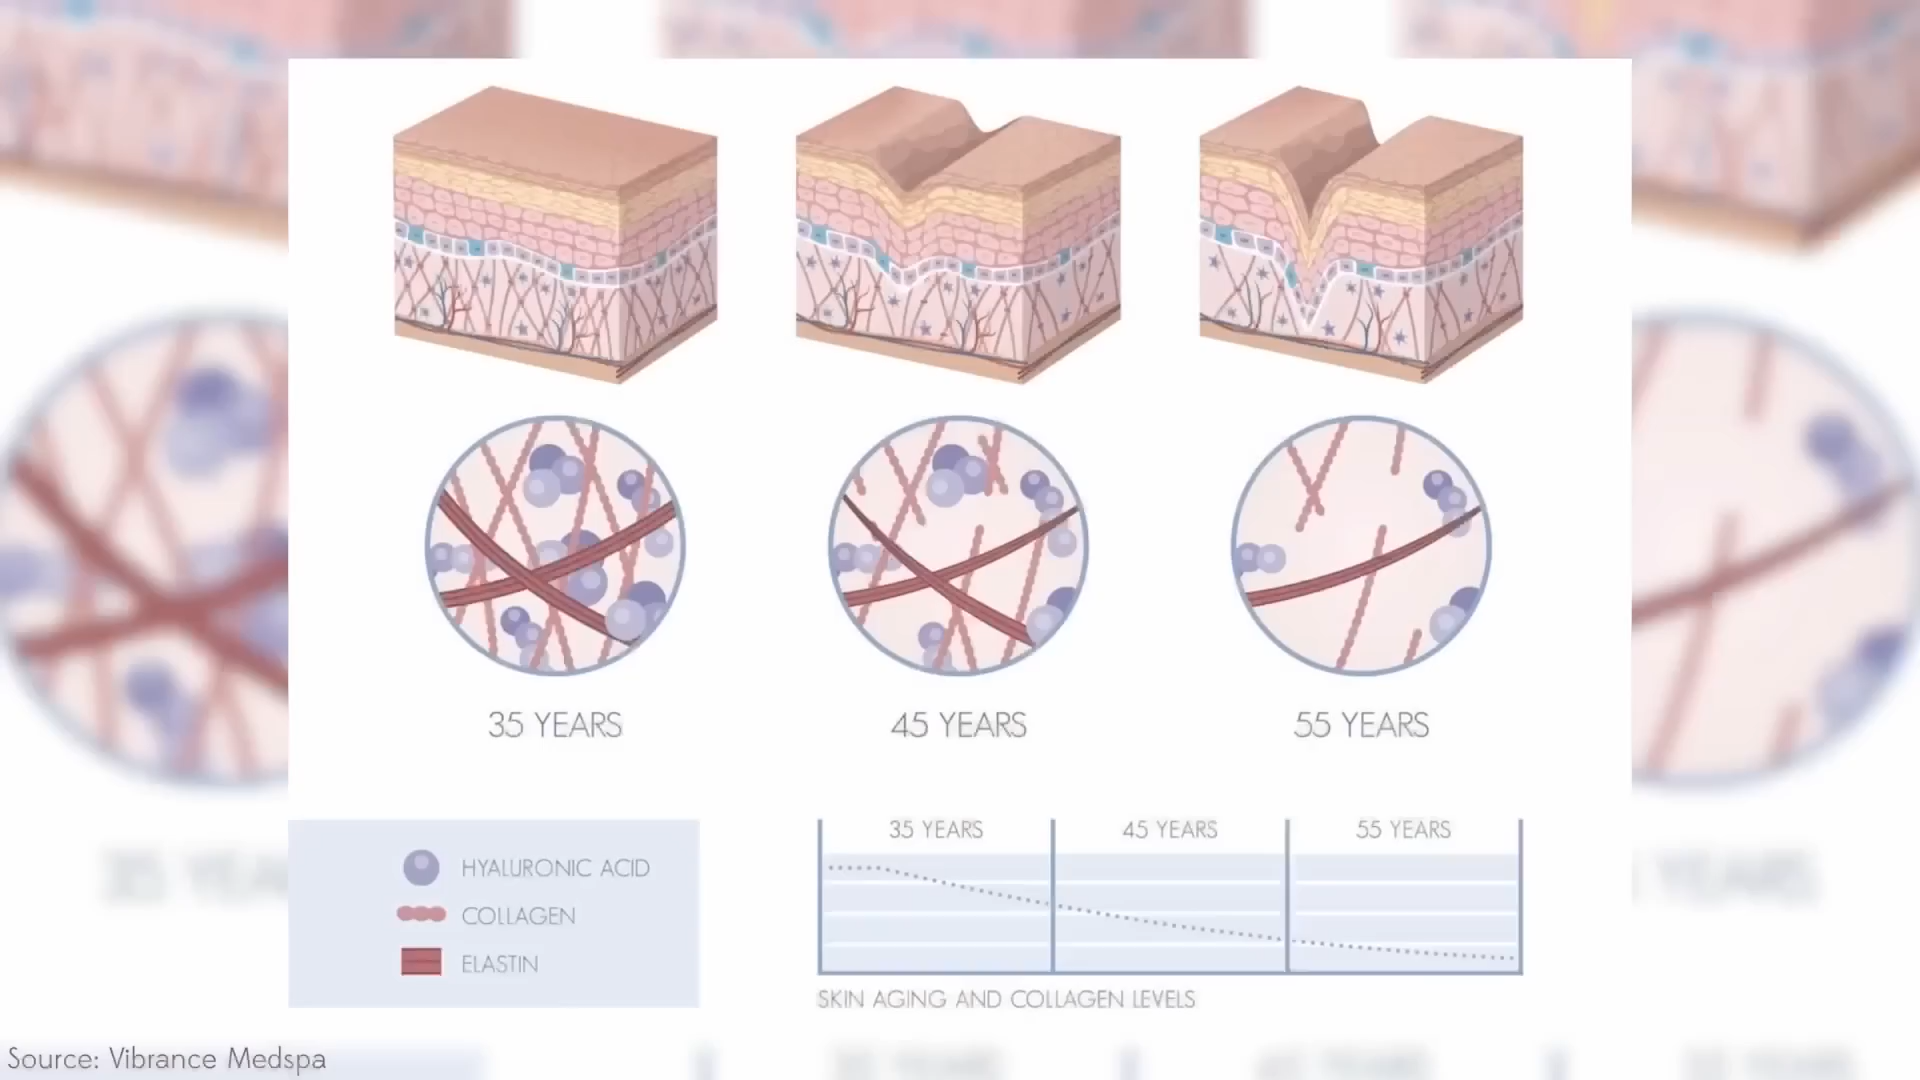 35 YEARS
45 YEARS
55 YEARS
HYALURONIC ACID
COLLAGEN
ELASTIN
35 YEARS
45 YEARS
55 YEARS
SKIN AGING AND COLLAGEN LEVELS
Source: Vibrance Medspa